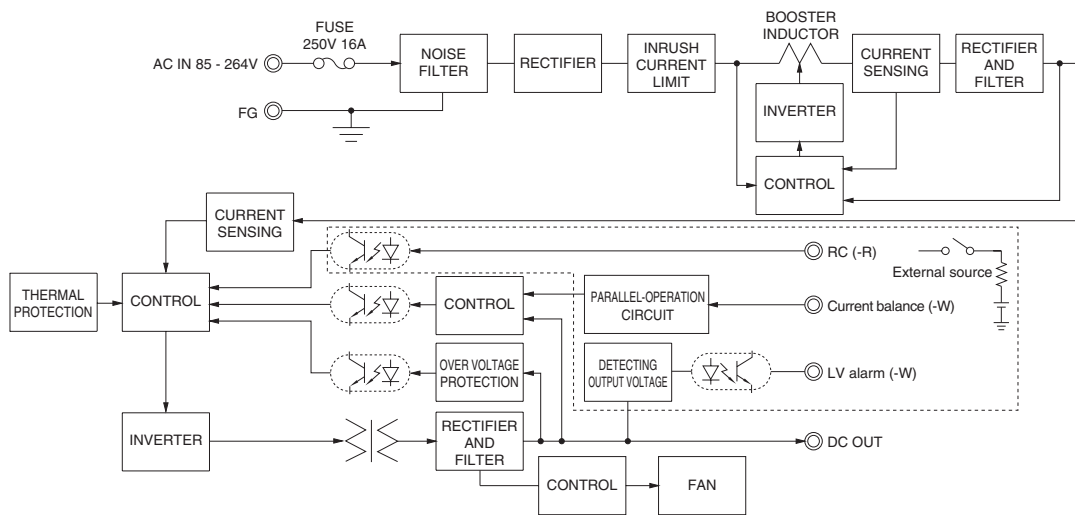 FUSE
250V 16A
AC IN 85 - 264V
FG
NOISE
FILTER
RECTIFIER
INRUSH
CURRENT
LIMIT
BOOSTER
INDUCTOR
CURRENT
SENSING
RECTIFIER
AND
FILTER
INVERTER
CONTROL
CURRENT
SENSING
RC (-R)
External source
THERMAL
PROTECTION
CONTROL
CONTROL
PARALLEL-OPERATION
CIRCUIT
Current balance (-W)
OVER VOLTAGE
PROTECTION
DETECTING
OUTPUT VOLTAGE
LV alarm (-W)
INVERTER
RECTIFIER
AND
FILTER
DC OUT
CONTROL
FAN